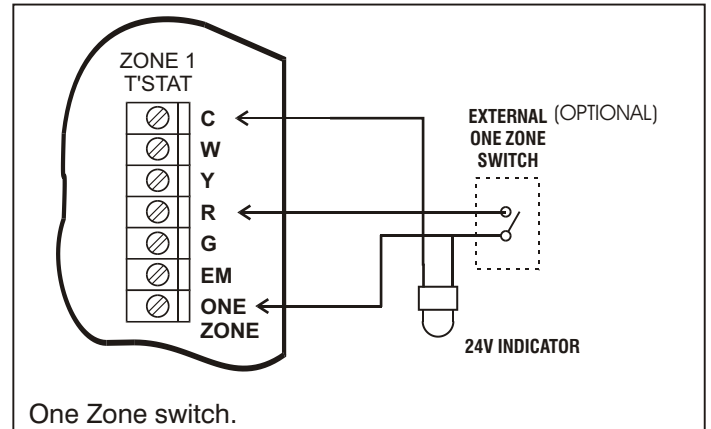 ZONE 1
T'STAT
C
W
Y
R
G
EM
ONE
ZONE
EXTERNAL (OPTIONAL)
ONE ZONE
SWITCH
24V INDICATOR
One Zone switch.